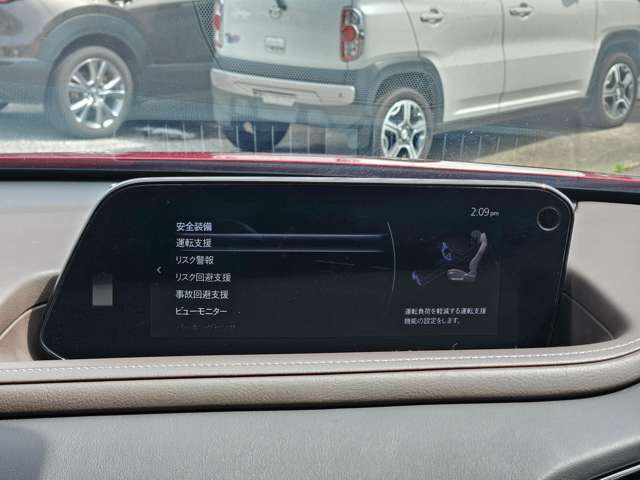 安全装備
2:09pm
運転支援
リスク警報
リスク回避支援
事故回避支援
ビューモニター
運転負荷を軽減する運転支援
機能の設定をします。